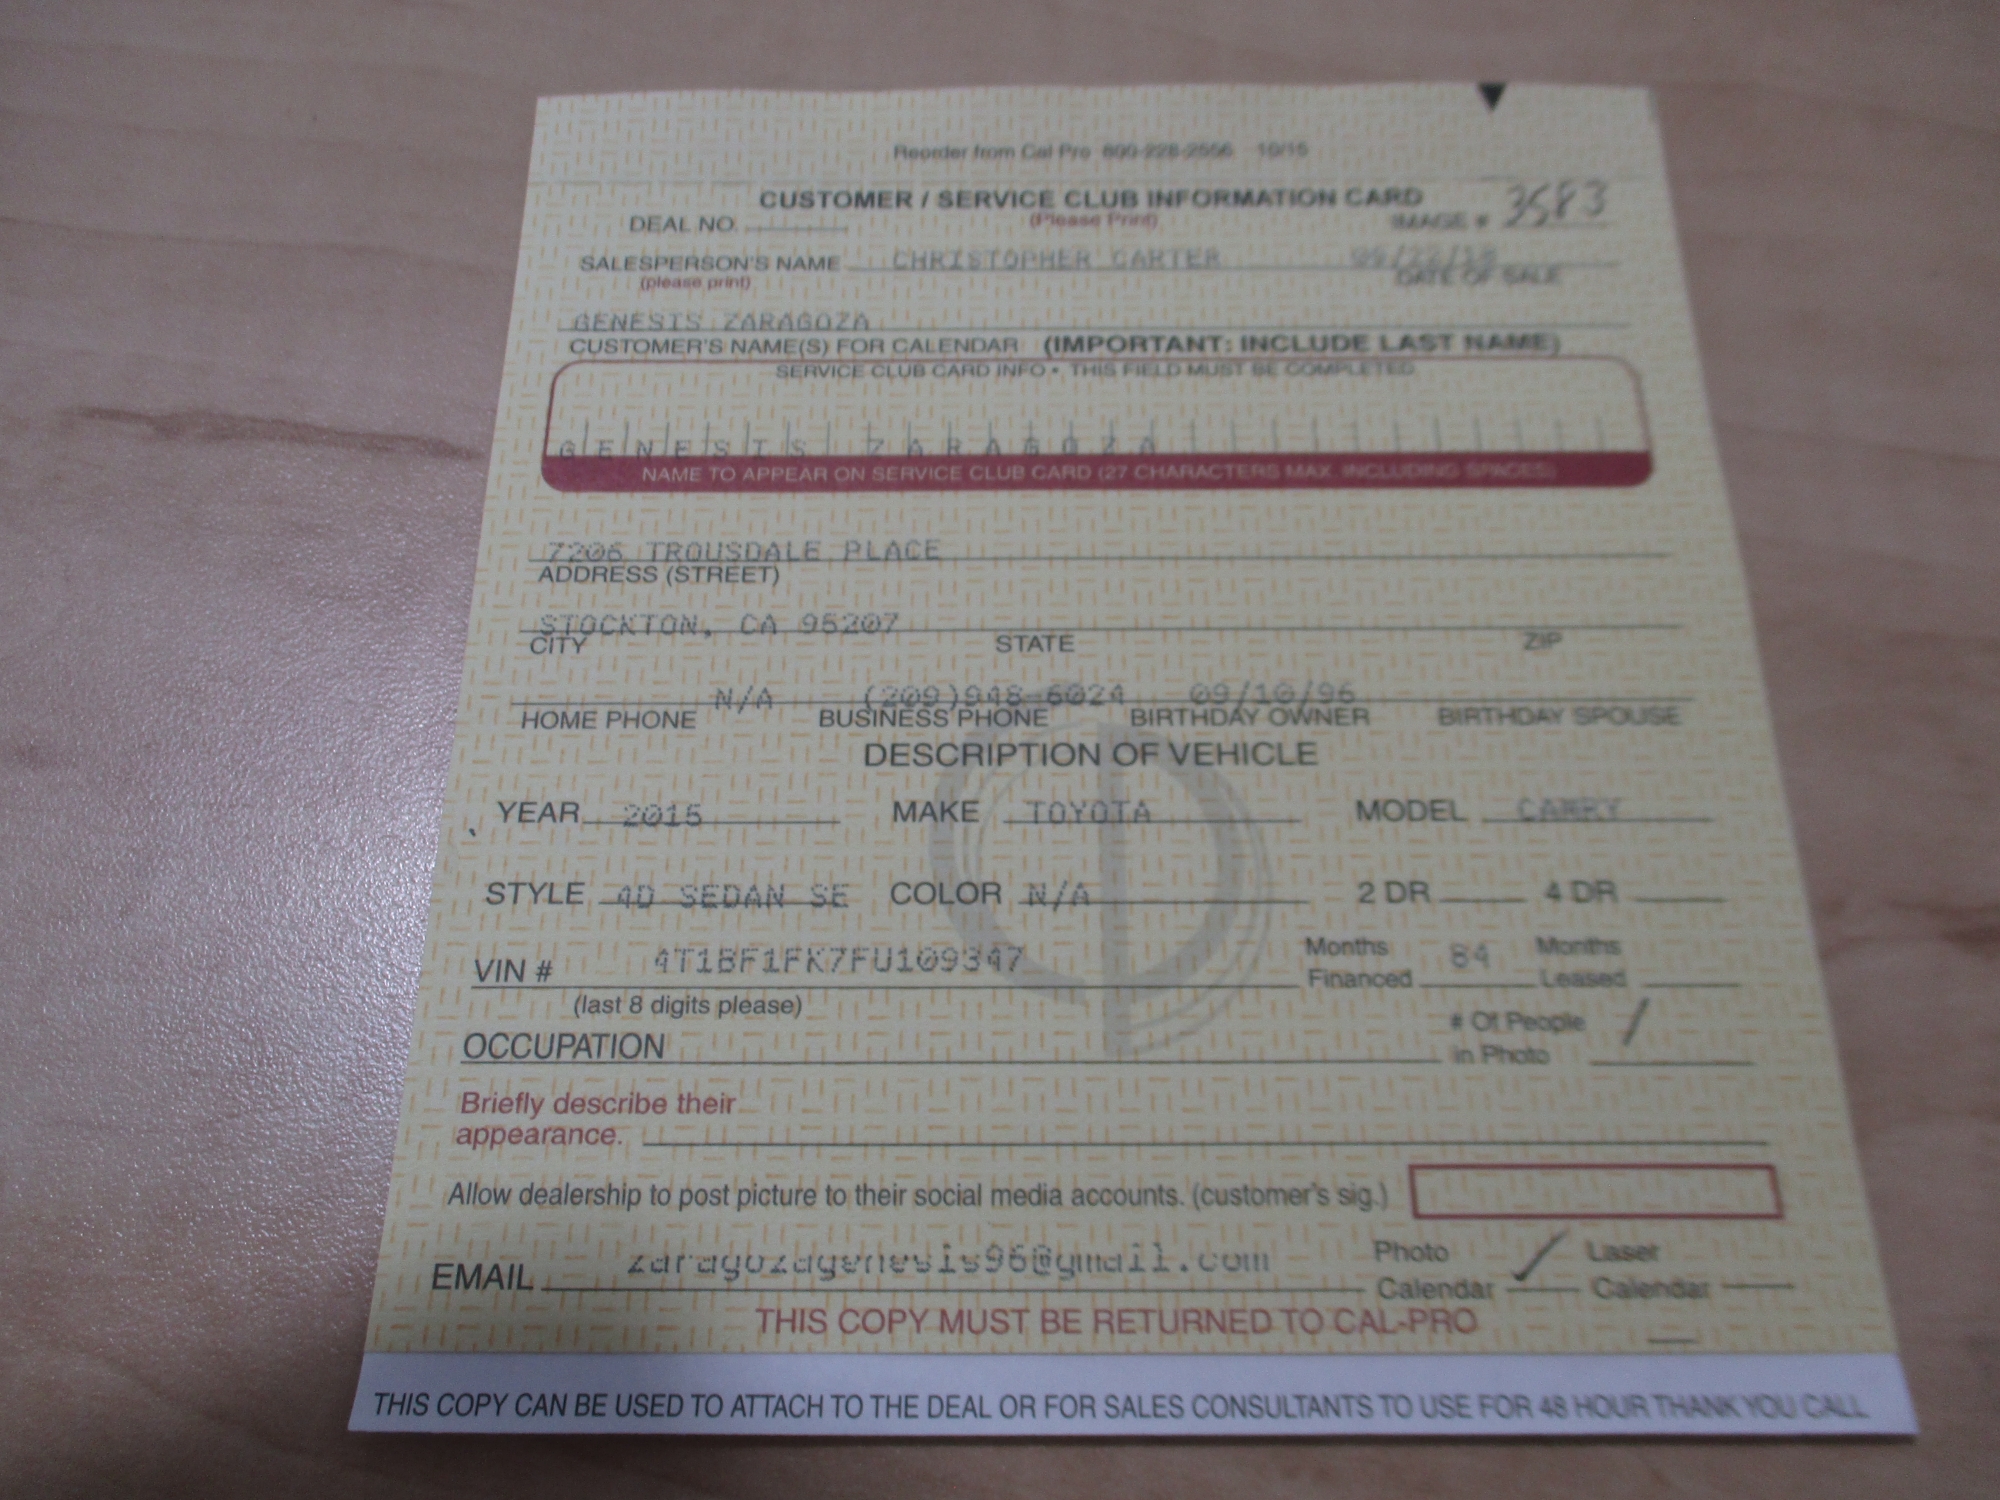 Reorder from Cal Pro 800-228-2556 10/15
CUSTOMER / SERVICE CLUB INFORMATION CARD
DEAL NO. (Please Print) IMAGE # 3583
SALESPERSON'S NAME CHRISTOPHER CARTER
(please print) DATE OF SALE
GENESIS ZARAGOZA
CUSTOMER'S NAME(S) FOR CALENDAR (IMPORTANT: INCLUDE LAST NAME)
SERVICE CLUB CARD INFO • THIS FIELD MUST BE COMPLETED
GENESIS ZARAGOZA
NAME TO APPEAR ON SERVICE CLUB CARD (27 CHARACTERS MAX. INCLUDING SPACES)
7206 TROUSDALE PLACE
ADDRESS (STREET)
STOCKTON, CA 95207
CITY STATE ZIP
N/A (209)948-6024 09/10/96
HOME PHONE BUSINESS PHONE BIRTHDAY OWNER BIRTHDAY SPOUSE
DESCRIPTION OF VEHICLE
YEAR 2015 MAKE TOYOTA MODEL CAMRY
STYLE 4D SEDAN SE COLOR N/A 2 DR 4 DR
VIN # 4T1BF1FK7FU109347 Months Financed 84 Months Leased
(last 8 digits please)
OCCUPATION # Of People in Photo /
Briefly describe their
appearance.
Allow dealership to post picture to their social media accounts. (customer's sig.)
EMAIL zaragozagenesis96@gmail.com Photo Calendar Laser Calendar
THIS COPY MUST BE RETURNED TO CAL-PRO
THIS COPY CAN BE USED TO ATTACH TO THE DEAL OR FOR SALES CONSULTANTS TO USE FOR 48 HOUR THANK YOU CALL